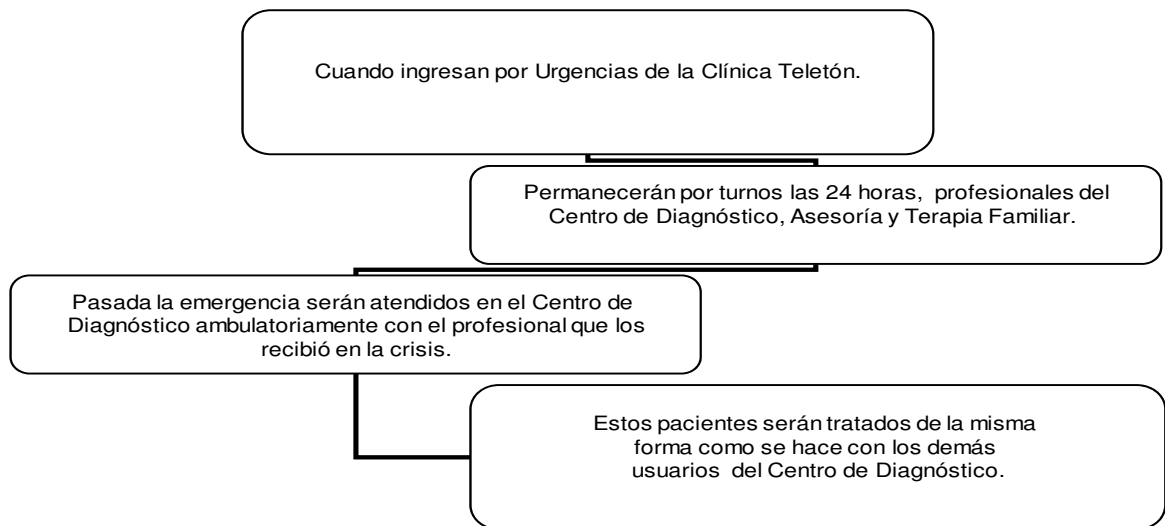 Cuando ingresan por Urgencias de la Clínica Teletón.
Permanecerán por turnos las 24 horas, profesionales del
Centro de Diagnóstico, Asesoría y Terapia Familiar.
Pasada la emergencia serán atendidos en el Centro de
Diagnóstico ambulatoriamente con el profesional que los
recibió en la crisis.
Estos pacientes serán tratados de la misma
forma como se hace con los demás
usuarios del Centro de Diagnóstico.